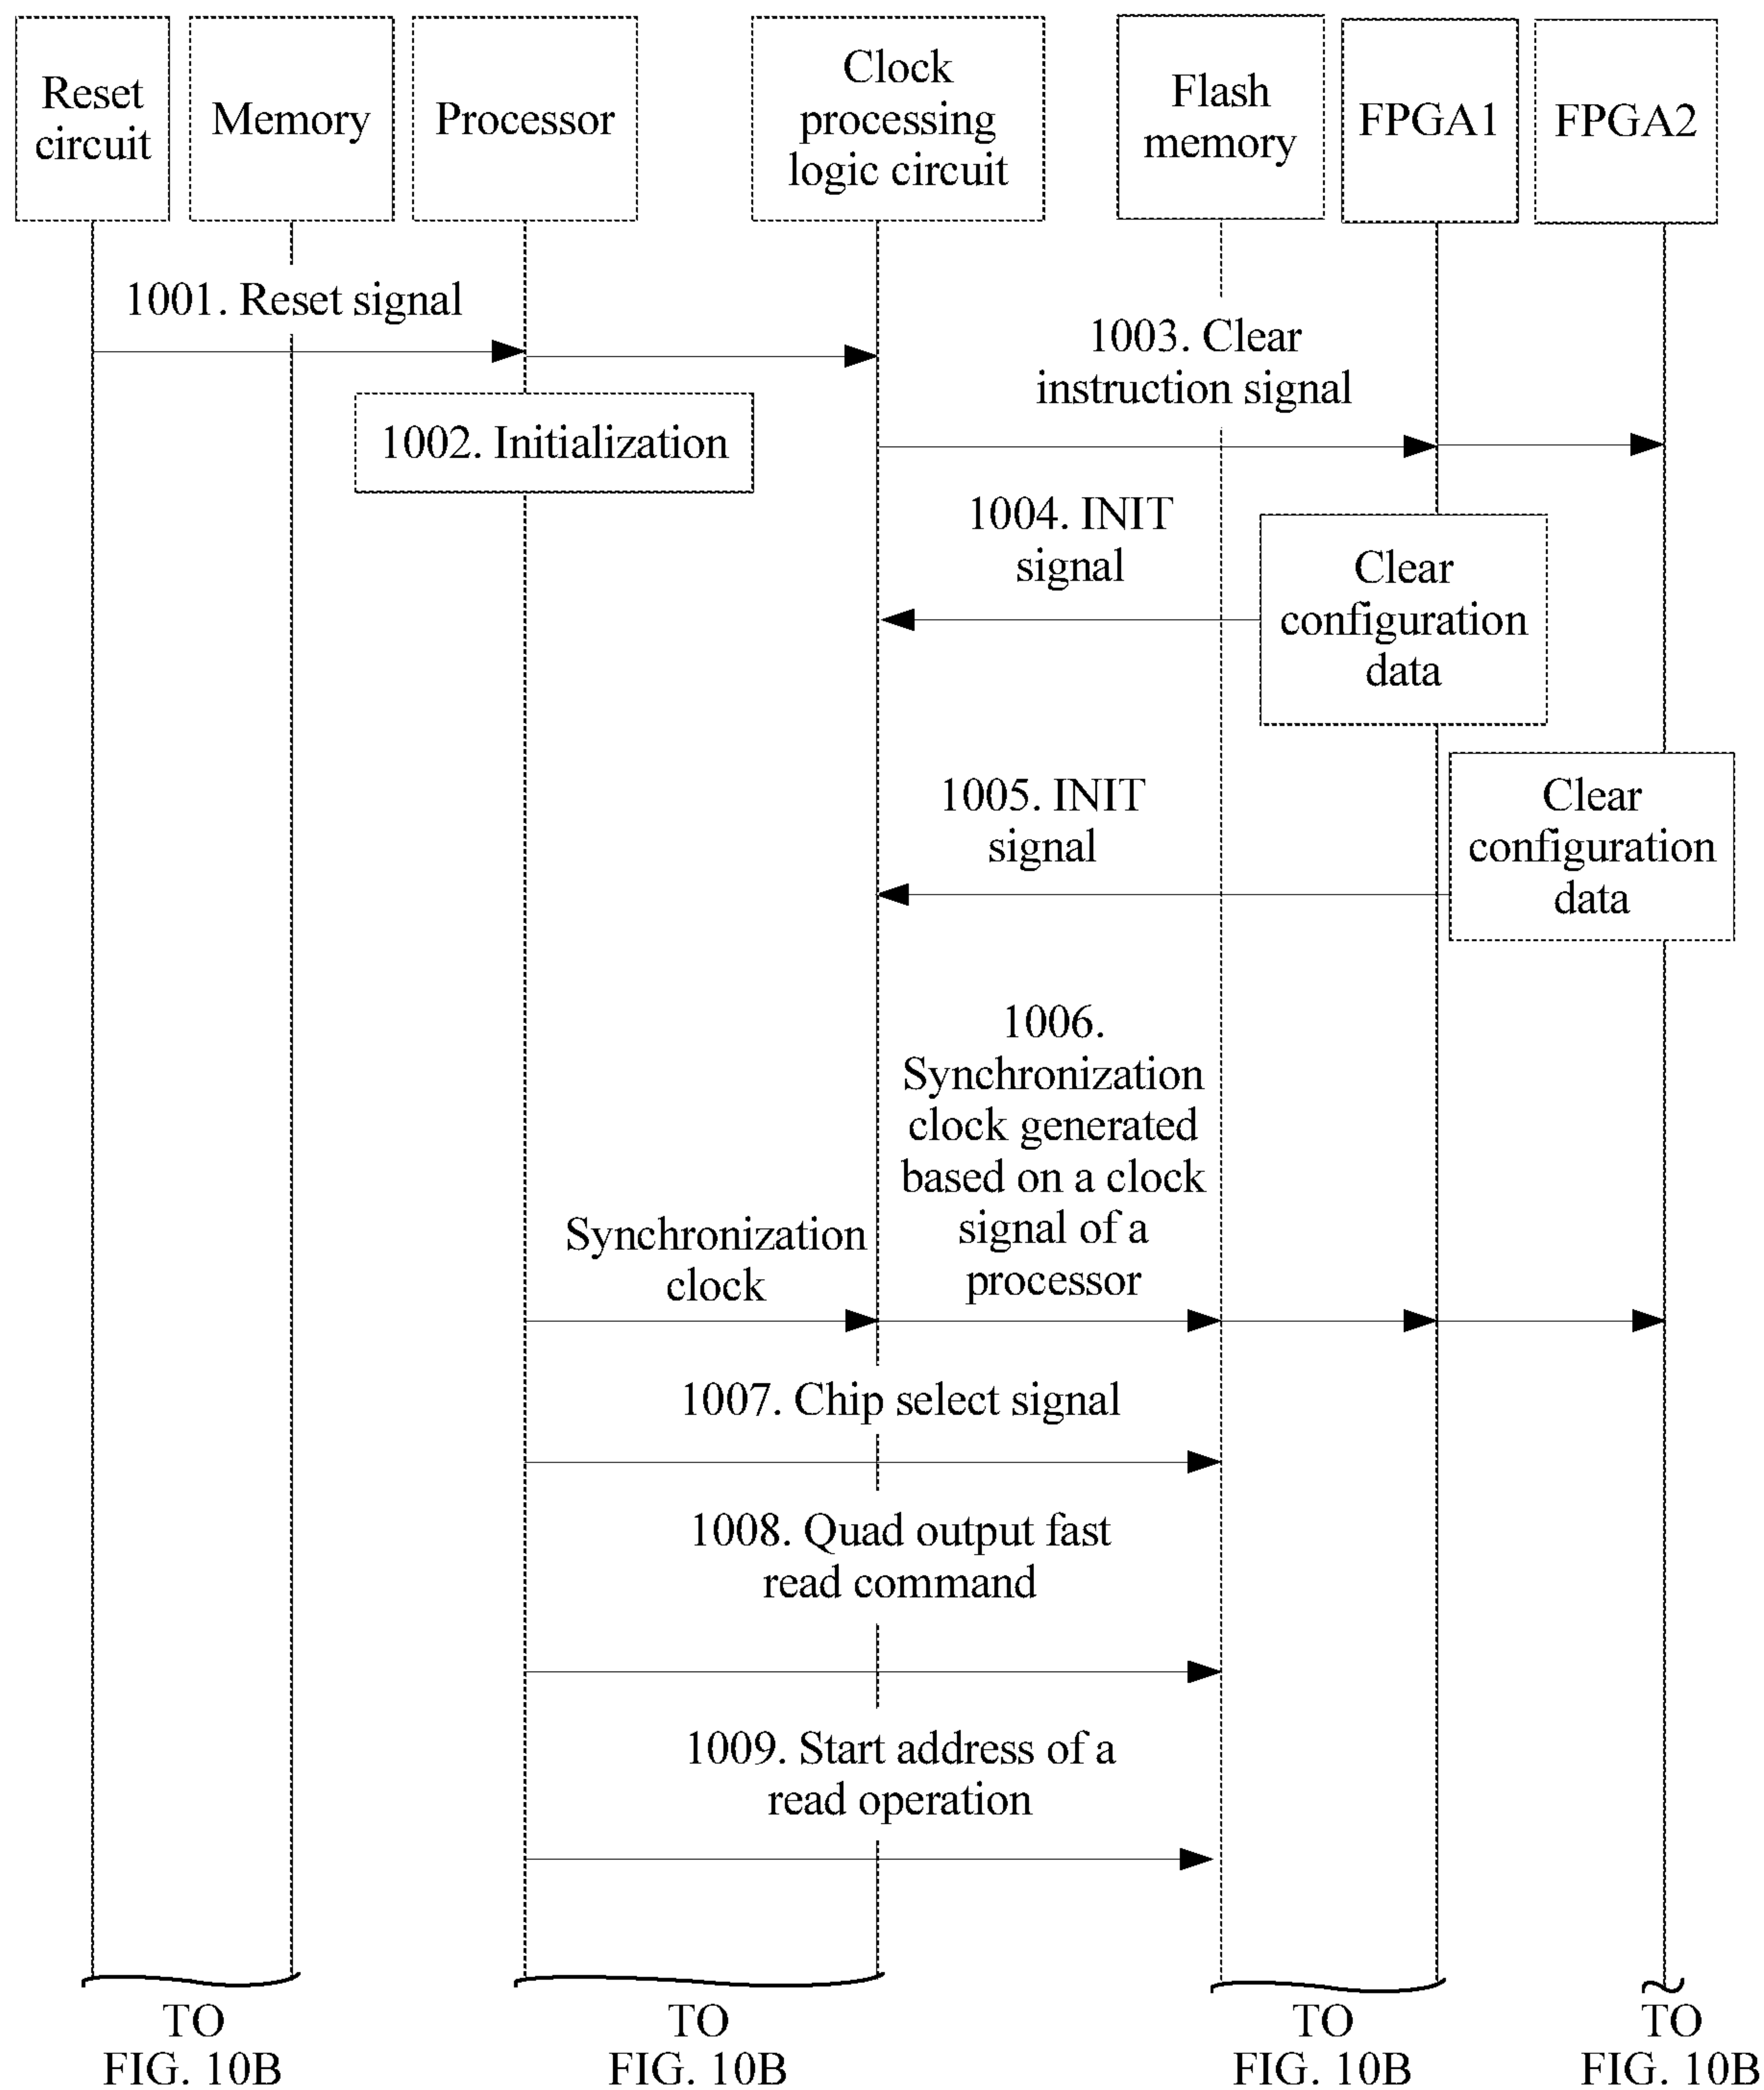 Reset
circuit
Memory
Processor
Clock
processing
logic circuit
Flash
memory
FPGA1
FPGA2
1001. Reset signal
1003. Clear
instruction signal
1002. Initialization
1004. INIT
signal
Clear
configuration
data
1005. INIT
signal
Clear
configuration
data
1006.
Synchronization
clock generated
based on a clock
signal of a
processor
Synchronization
clock
1007. Chip select signal
1008. Quad output fast
read command
1009. Start address of a
read operation
TO
FIG. 10B
TO
FIG. 10B
TO
FIG. 10B
TO
FIG. 10B